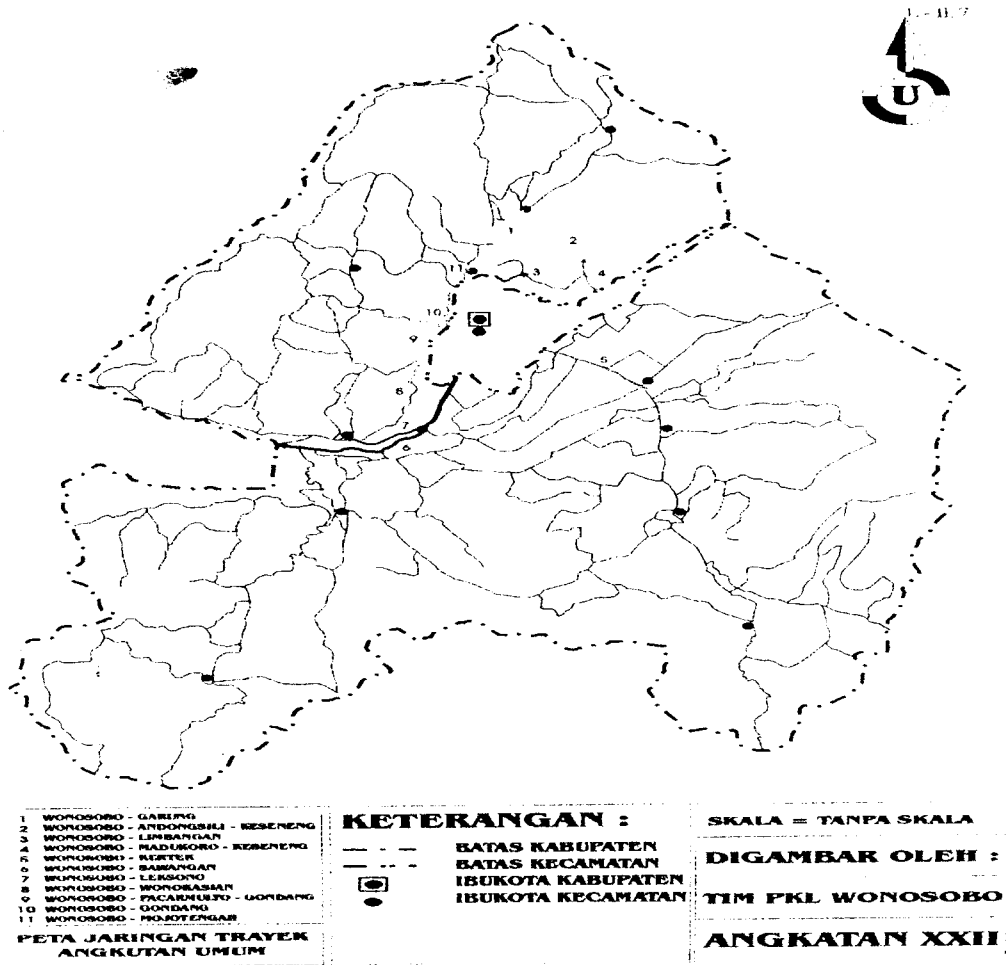 U
1
2
3
4
11
10
9
5
8
7
6
1 WONOSOBO - GARUNG
2 WONOSOBO - ANDONGSILI - KESENENG
3 WONOSOBO - LIMBANGAN
4 WONOSOBO - MADUKORO - KESENENG
5 WONOSOBO - KERTEK
6 WONOSOBO - SAWANGAN
7 WONOSOBO - LEKSONO
8 WONOSOBO - WONOKASIAN
9 WONOSOBO - PACARMULYO - GONDANG
10 WONOSOBO - GONDANG
11 WONOSOBO - MOJOTENGAH
PETA JARINGAN TRAYEK
ANGKUTAN UMUM
KETERANGAN :
BATAS KABUPATEN
BATAS KECAMATAN
IBUKOTA KABUPATEN
IBUKOTA KECAMATAN
SKALA = TANPA SKALA
DIGAMBAR OLEH :
TIM PKL WONOSOBO
ANGKATAN XXII